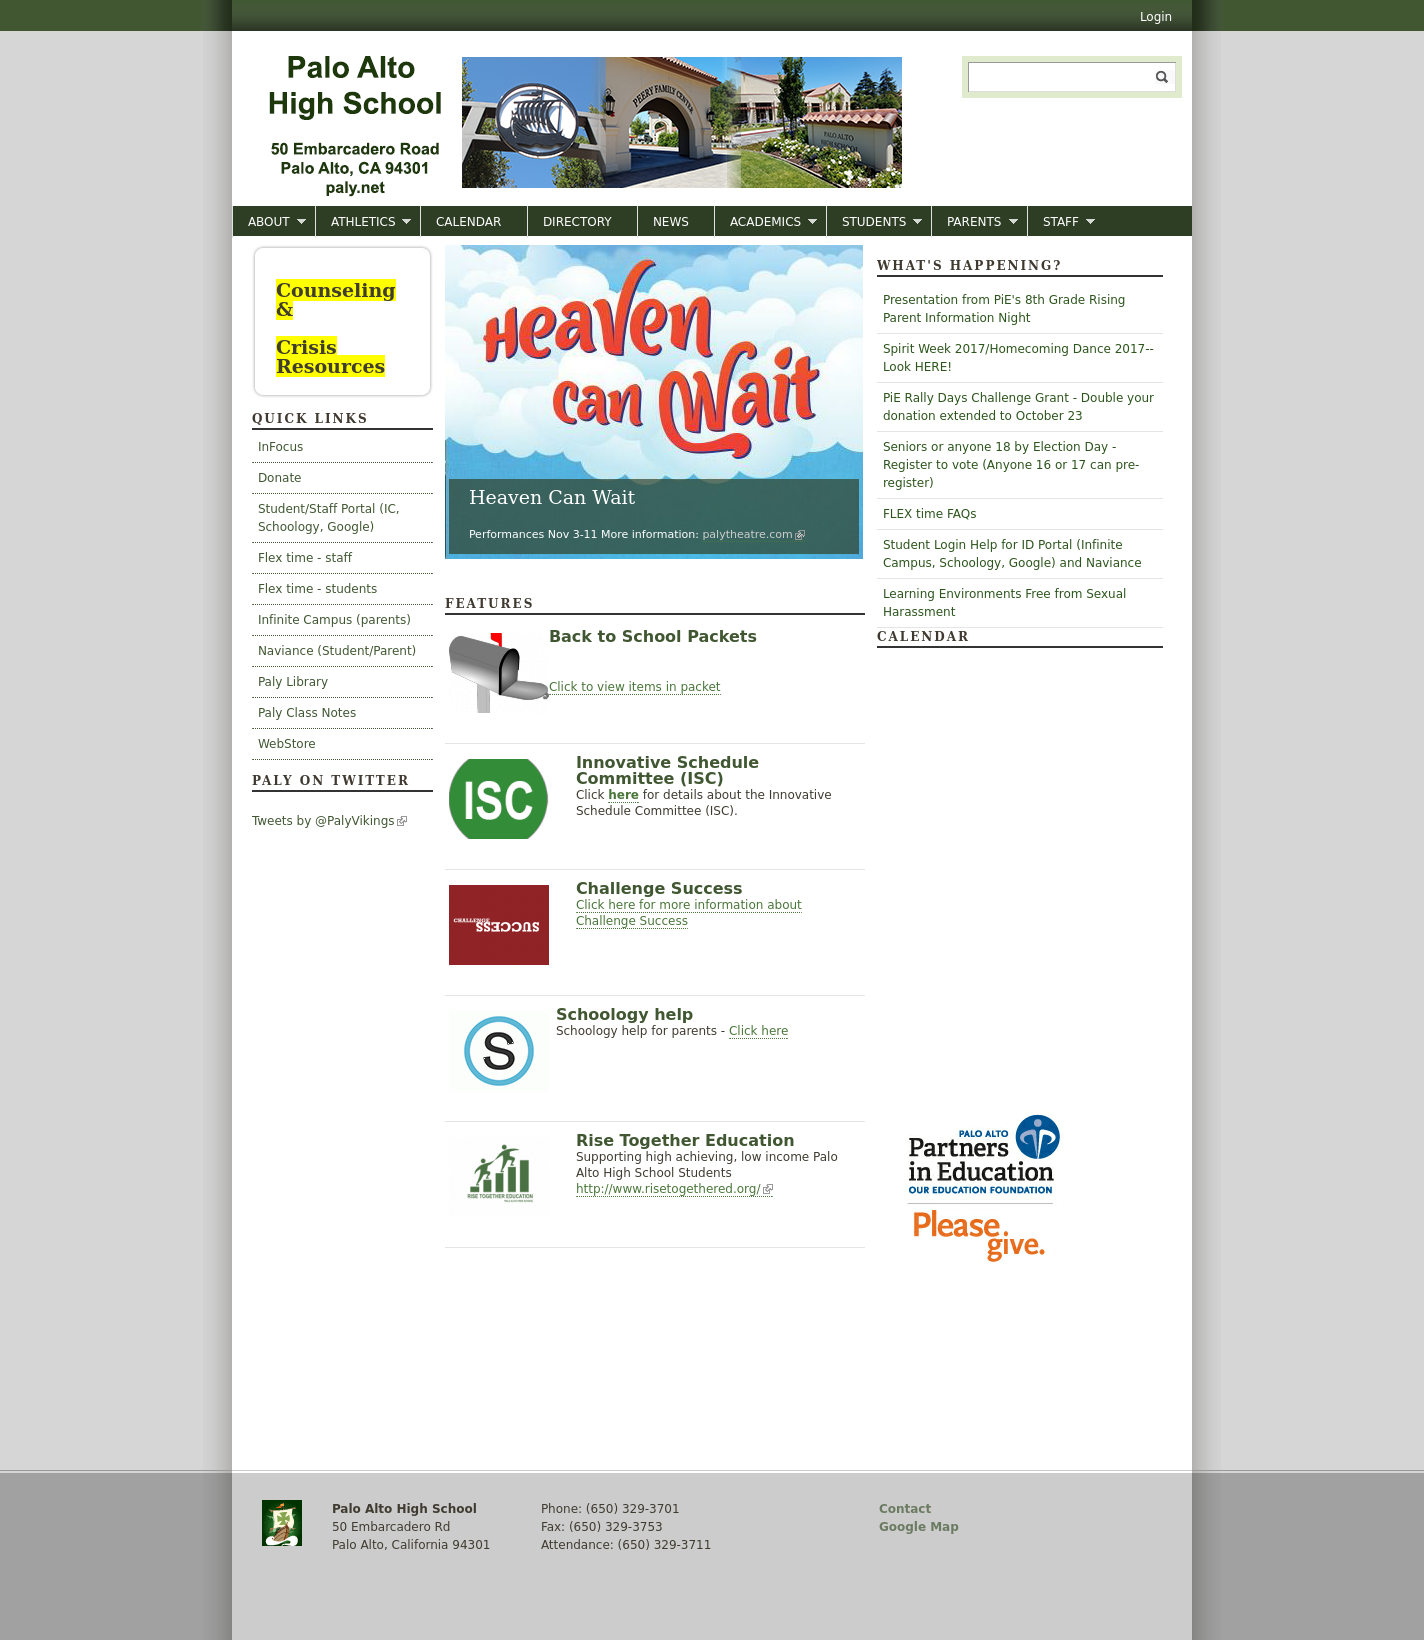 Login
Palo Alto
High School
50 Embarcadero Road
Palo Alto, CA 94301
paly.net
PEERY FAMILY CENTER
PALO ALTO
HIGH SCHOOL
ABOUT
ATHLETICS
CALENDAR
DIRECTORY
NEWS
ACADEMICS
STUDENTS
PARENTS
STAFF
Counseling
&
Crisis
Resources
QUICK LINKS
InFocus
Donate
Student/Staff Portal (IC,
Schoology, Google)
Flex time - staff
Flex time - students
Infinite Campus (parents)
Naviance (Student/Parent)
Paly Library
Paly Class Notes
WebStore
PALY ON TWITTER
Tweets by @PalyVikings
Heaven
can Wait
Heaven Can Wait
Performances Nov 3-11 More information: palytheatre.com
FEATURES
Back to School Packets
Click to view items in packet
ISC
Innovative Schedule
Committee (ISC)
Click here for details about the Innovative
Schedule Committee (ISC).
CHALLENGE
SUCCESS
Challenge Success
Click here for more information about
Challenge Success
S
Schoology help
Schoology help for parents - Click here
RISE TOGETHER EDUCATION
Rise Together Education
Supporting high achieving, low income Palo
Alto High School Students
http://www.risetogethered.org/
WHAT'S HAPPENING?
Presentation from PiE's 8th Grade Rising
Parent Information Night
Spirit Week 2017/Homecoming Dance 2017--
Look HERE!
PiE Rally Days Challenge Grant - Double your
donation extended to October 23
Seniors or anyone 18 by Election Day -
Register to vote (Anyone 16 or 17 can pre-
register)
FLEX time FAQs
Student Login Help for ID Portal (Infinite
Campus, Schoology, Google) and Naviance
Learning Environments Free from Sexual
Harassment
CALENDAR
PALO ALTO
Partners
in Education
OUR EDUCATION FOUNDATION
Please
give.
Palo Alto High School
50 Embarcadero Rd
Palo Alto, California 94301
Phone: (650) 329-3701
Fax: (650) 329-3753
Attendance: (650) 329-3711
Contact
Google Map